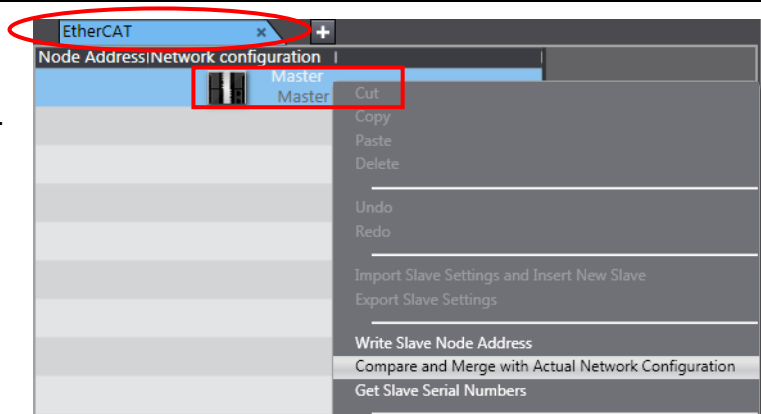 EtherCAT × +
Node Address|Network configuration |
Master
Master
Cut
Copy
Paste
Delete
Undo
Redo
Import Slave Settings and Insert New Slave
Export Slave Settings
Write Slave Node Address
Compare and Merge with Actual Network Configuration
Get Slave Serial Numbers